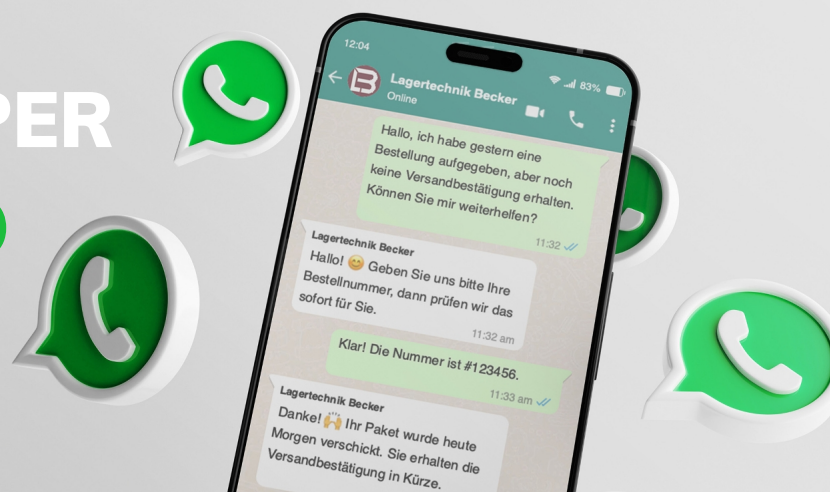 PER
12:04
83%
Lagertechnik Becker
Online
Hallo, ich habe gestern eine
Bestellung aufgegeben, aber noch
keine Versandbestätigung erhalten.
Können Sie mir weiterhelfen?
11:32
Lagertechnik Becker
Hallo! 😊 Geben Sie uns bitte Ihre
Bestellnummer, dann prüfen wir das
sofort für Sie.
11:32 am
Klar! Die Nummer ist #123456.
11:33 am
Lagertechnik Becker
Danke! 🙌 Ihr Paket wurde heute
Morgen verschickt. Sie erhalten die
Versandbestätigung in Kürze.